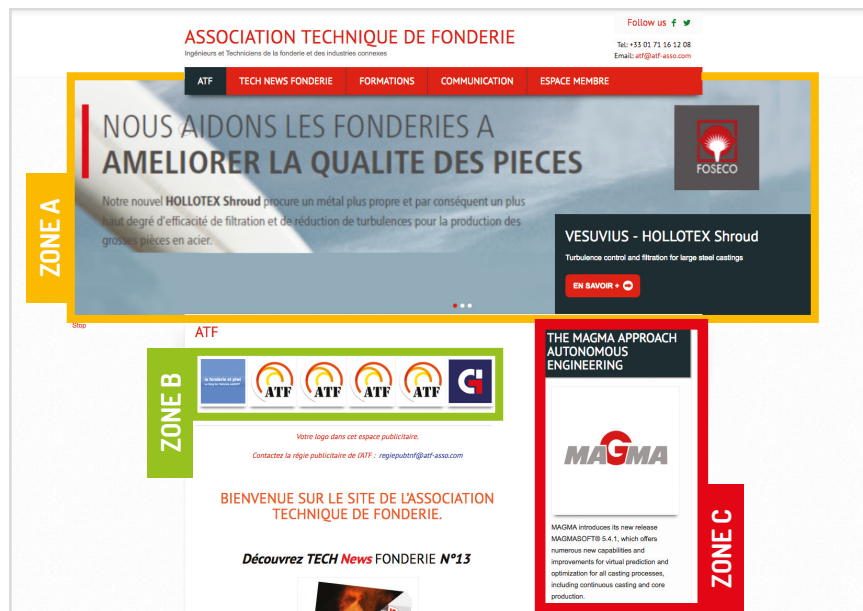 Follow us
ASSOCIATION TECHNIQUE DE FONDERIE
Ingénieurs et Techniciens de la fonderie et des industries connexes
Tel: +33 01 71 16 12 08
Email: atf@atf-asso.com
ATF
TECH NEWS FONDERIE
FORMATIONS
COMMUNICATION
ESPACE MEMBRE
ZONE A
NOUS AIDONS LES FONDERIES A
AMELIORER LA QUALITE DES PIECES
Notre nouvel HOLLOTEX Shroud procure un métal plus propre et par conséquent un plus
haut degré d'efficacité de filtration et de réduction de turbulences pour la production des
grosses pièces en acier.
FOSECO
VESUVIUS - HOLLOTEX Shroud
Turbulence control and filtration for large steel castings
EN SAVOIR +
Stop
ATF
ZONE B
la fonderie et piwi
ATF
ATF
ATF
ATF
Votre logo dans cet espace publicitaire.
Contactez la régie publicitaire de l'ATF : regiepubtnf@atf-asso.com
BIENVENUE SUR LE SITE DE L'ASSOCIATION
TECHNIQUE DE FONDERIE.
Découvrez TECH News FONDERIE N°13
THE MAGMA APPROACH
AUTONOMOUS
ENGINEERING
MAGMA
MAGMA introduces its new release
MAGMASOFT® 5.4.1, which offers
numerous new capabilities and
improvements for virtual prediction and
optimization for all casting processes,
including continuous casting and core
production.
ZONE C